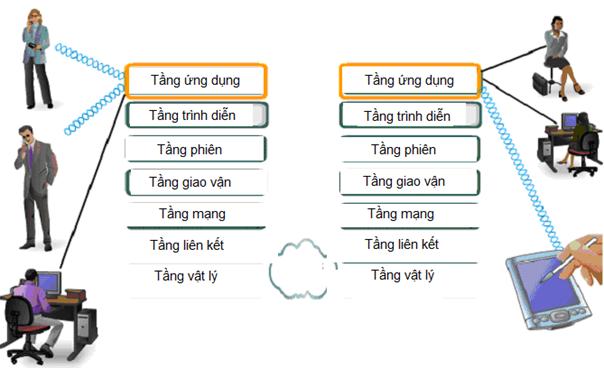 Tầng ứng dụng
Tầng trình diễn
Tầng phiên
Tầng giao vận
Tầng mạng
Tầng liên kết
Tầng vật lý
Tầng ứng dụng
Tầng trình diễn
Tầng phiên
Tầng giao vận
Tầng mạng
Tầng liên kết
Tầng vật lý